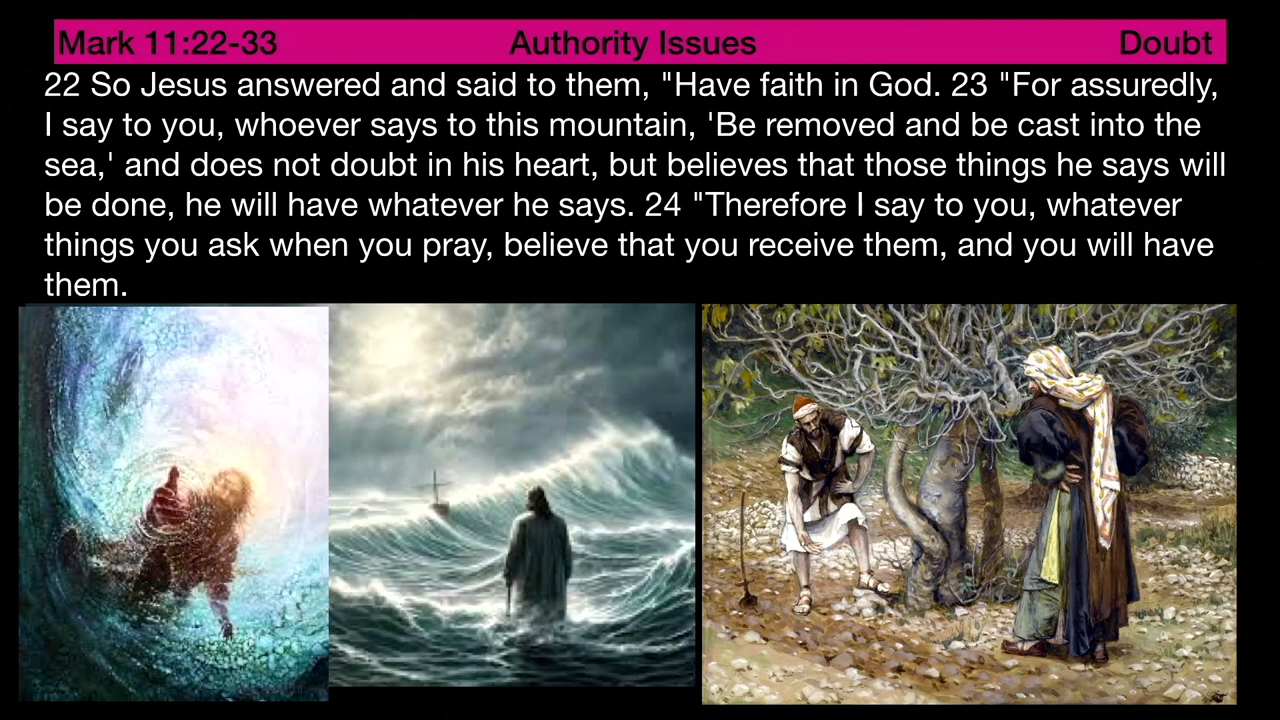 Mark 11:22-33 Authority Issues Doubt
22 So Jesus answered and said to them, "Have faith in God. 23 "For assuredly,
I say to you, whoever says to this mountain, 'Be removed and be cast into the
sea,' and does not doubt in his heart, but believes that those things he says will
be done, he will have whatever he says. 24 "Therefore I say to you, whatever
things you ask when you pray, believe that you receive them, and you will have
them.